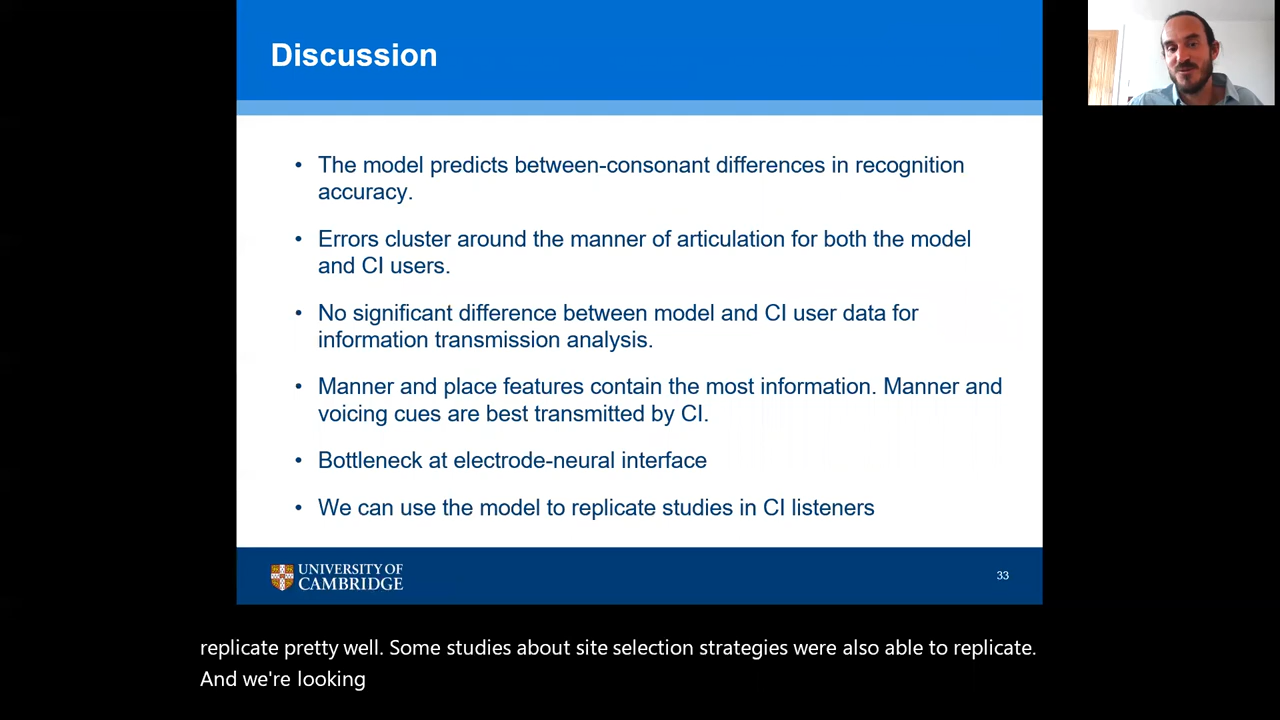 Discussion
• The model predicts between-consonant differences in recognition
accuracy.
• Errors cluster around the manner of articulation for both the model
and CI users.
• No significant difference between model and CI user data for
information transmission analysis.
• Manner and place features contain the most information. Manner and
voicing cues are best transmitted by CI.
• Bottleneck at electrode-neural interface
• We can use the model to replicate studies in CI listeners
UNIVERSITY OF
CAMBRIDGE
33
replicate pretty well. Some studies about site selection strategies were also able to replicate.
And we're looking